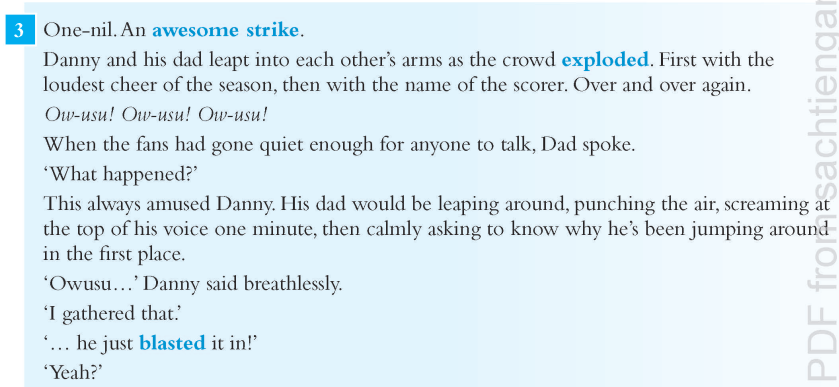 3 One-nil. An awesome strike.
Danny and his dad leapt into each other’s arms as the crowd exploded. First with the
loudest cheer of the season, then with the name of the scorer. Over and over again.
Ow-usu! Ow-usu! Ow-usu!
When the fans had gone quiet enough for anyone to talk, Dad spoke.
‘What happened?’
This always amused Danny. His dad would be leaping around, punching the air, screaming at
the top of his voice one minute, then calmly asking to know why he’s been jumping around
in the first place.
‘Owusu…’ Danny said breathlessly.
‘I gathered that.’
‘… he just blasted it in!’
‘Yeah?’
PDF from sachtiengan